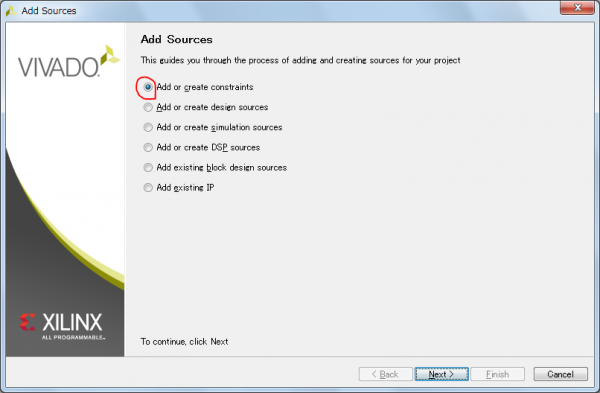 Add Sources
VIVADO
Add Sources
This guides you through the process of adding and creating sources for your project
Add or create constraints
Add or create design sources
Add or create simulation sources
Add or create DSP sources
Add existing block design sources
Add existing IP
XILINX
ALL PROGRAMMABLE
To continue, click Next
< Back
Next >
Finish
Cancel